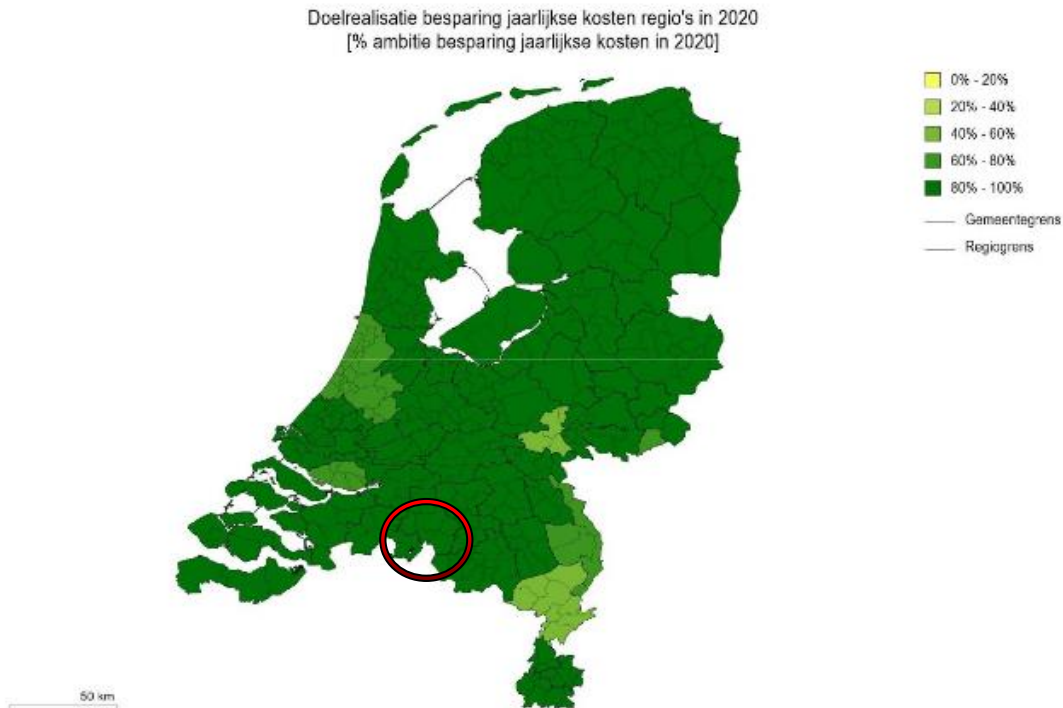 Doelrealisatie besparing jaarlijkse kosten regio's in 2020
[% ambitie besparing jaarlijkse kosten in 2020]
0% - 20%
20% - 40%
40% - 60%
60% - 80%
80% - 100%
Gemeentegrens
Regiogrens
50 km